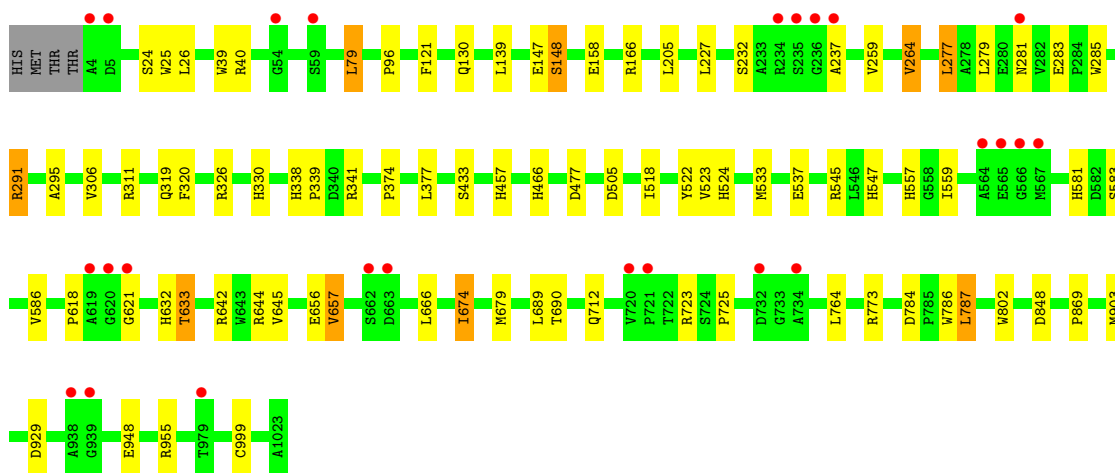 HIS MET THR THR A4 D5 S24 W25 L26 W39 R40 G54 S59 L79 P96 F121 Q130 L139 E147 S148 E158 R166 L205 L227 S232 A233 R234 S235 G236 A237 V259 V264 L277 A278 L279 E280 N281 V282 E283 P284 W285
R291 A295 V306 R311 Q319 F320 R326 H330 H338 P339 D340 R341 P374 L377 S433 H457 H466 D477 D505 I518 Y522 V523 H524 M533 E537 R545 L546 H547 H557 G558 I559 A564 E565 G566 M567 H581 D582 S583
V586 P618 A619 G620 G621 H632 T633 R642 W643 R644 V645 E656 V657 S662 D663 L666 I674 M679 L689 T690 Q712 V720 P721 T722 R723 S724 P725 D732 G733 A734 L764 R773 D784 P785 W786 L787 W802 D848 P869 M903
D929 A938 G939 E948 R955 T979 C999 A1023